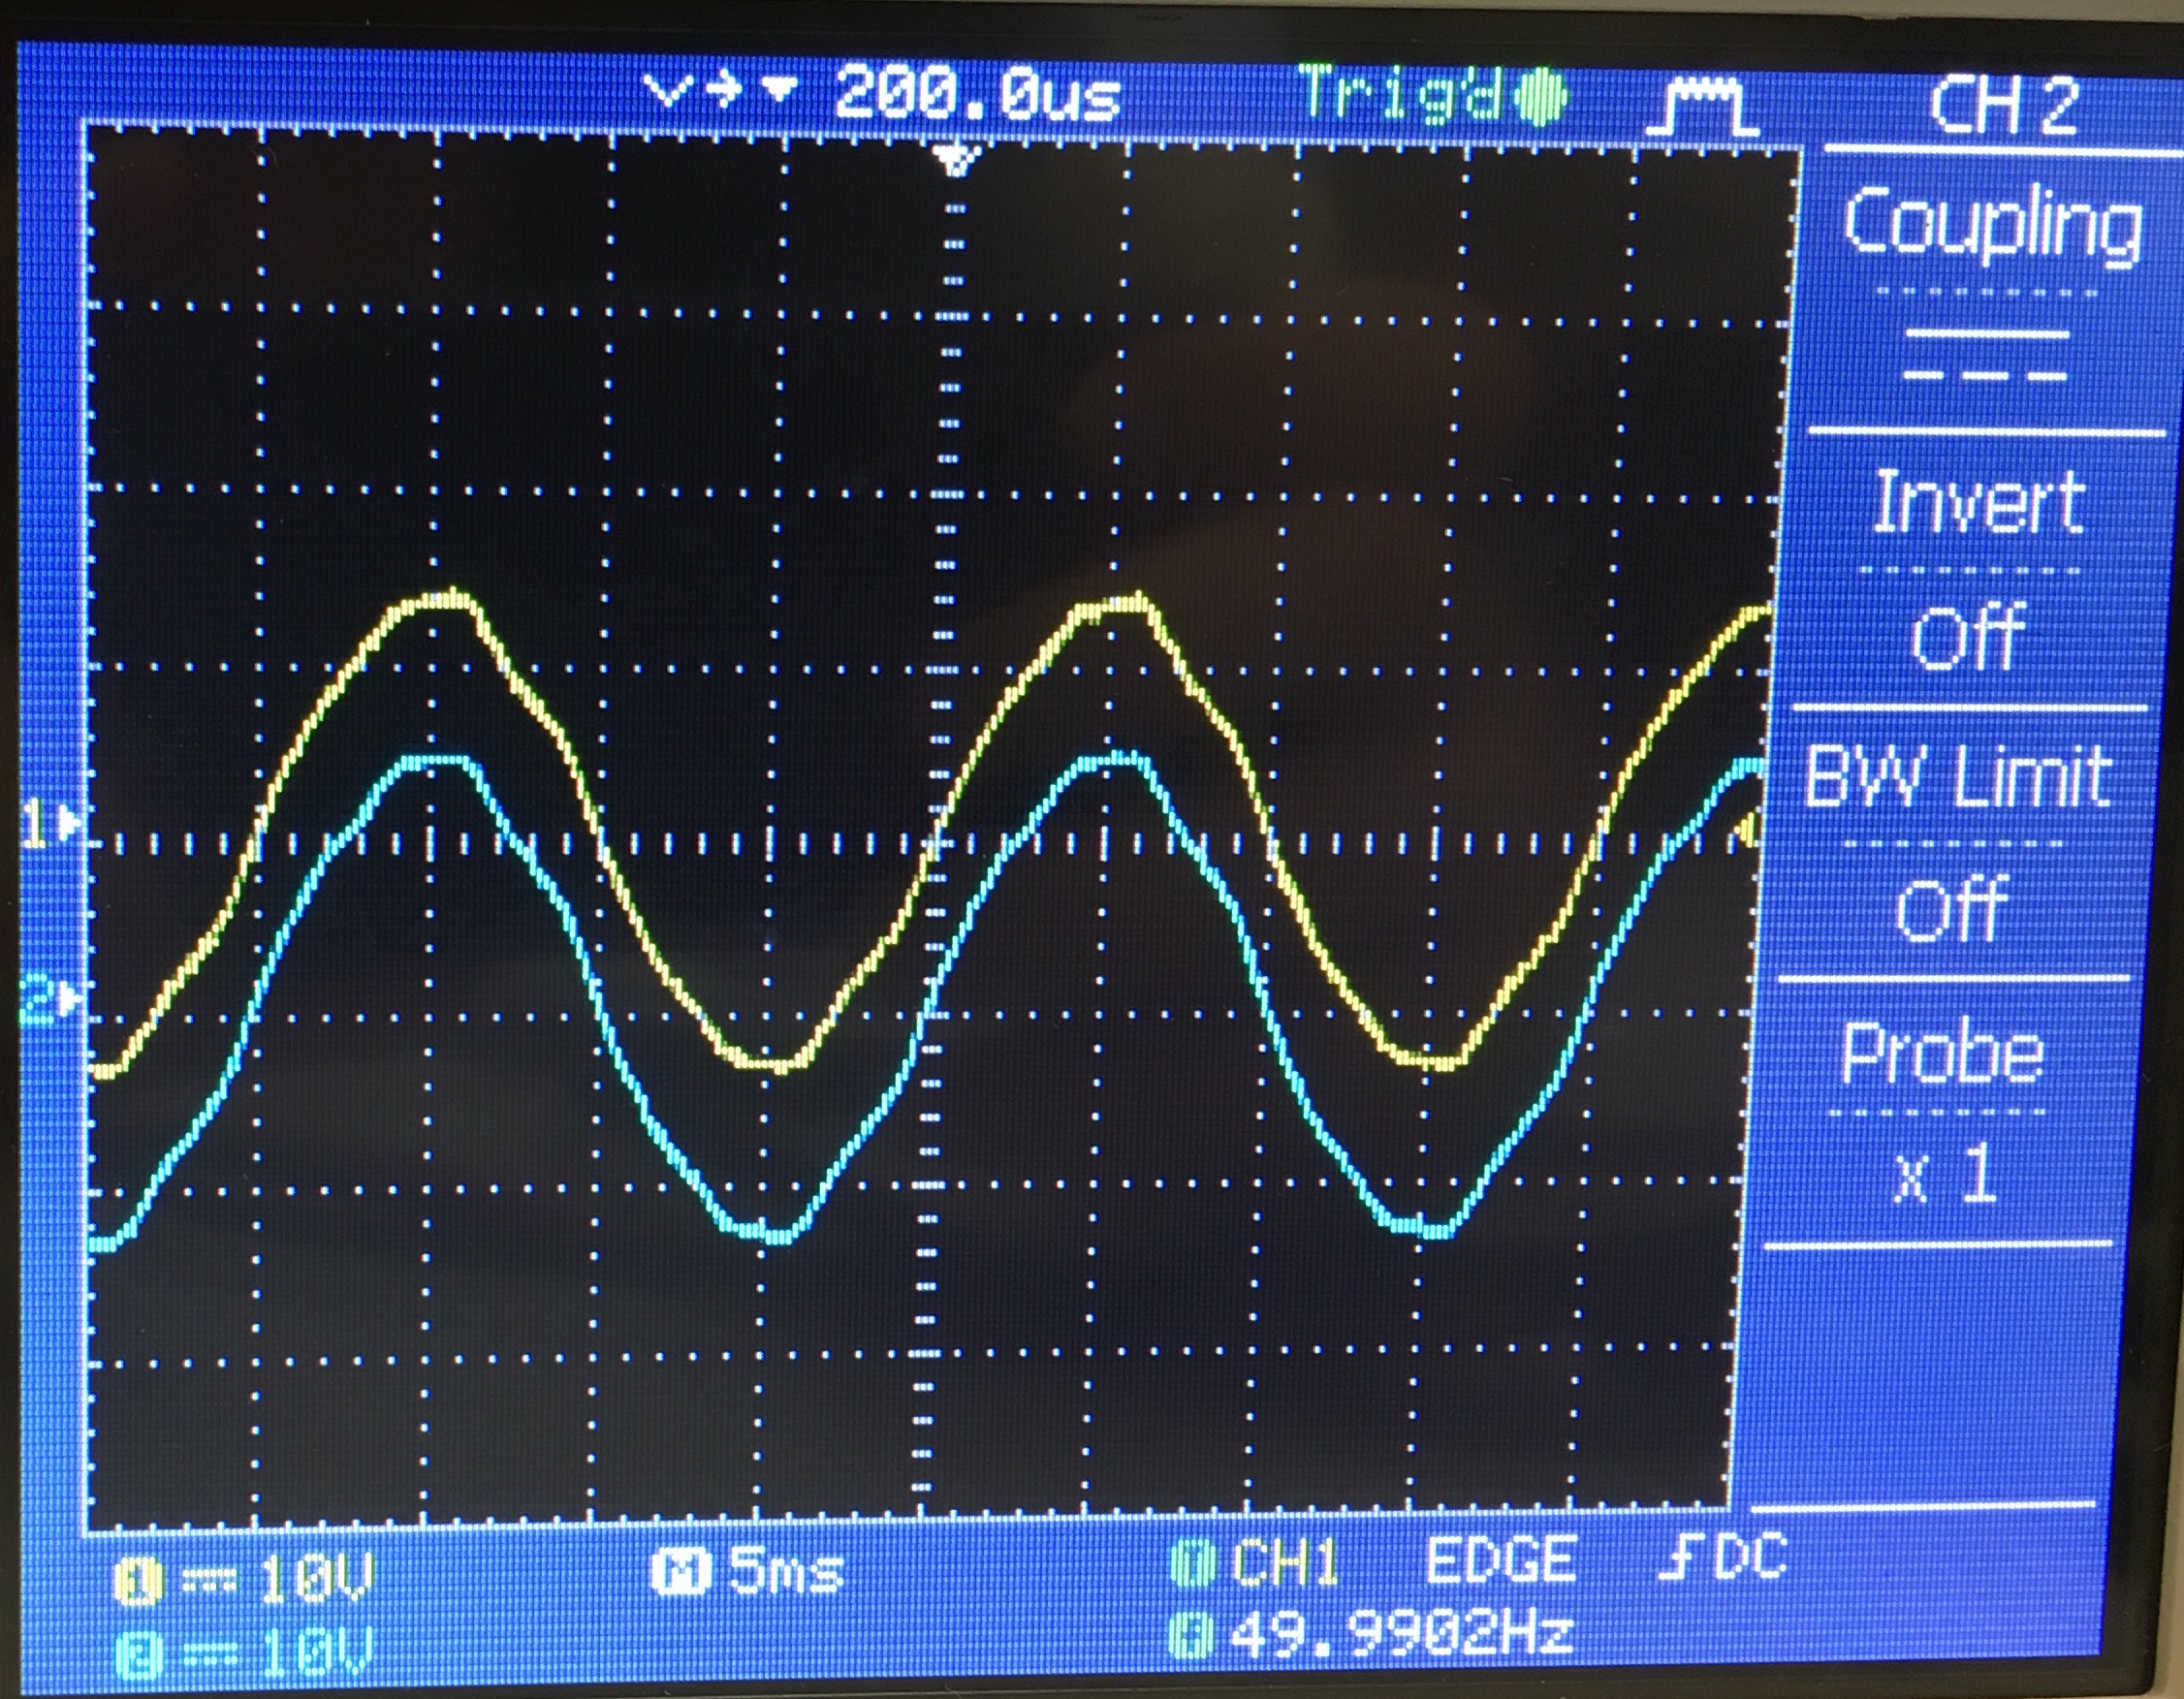 200.0us Trig'd CH 2
Coupling
Invert
Off
BW Limit
Off
Probe
x 1
1
2
1 10V M 5ms T CH1 EDGE DC
2 10V 49.9902Hz